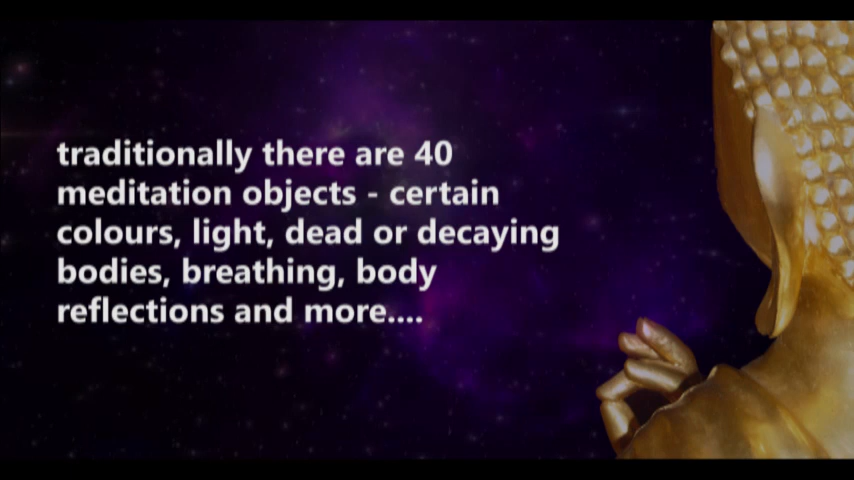 traditionally there are 40
meditation objects - certain
colours, light, dead or decaying
bodies, breathing, body
reflections and more....